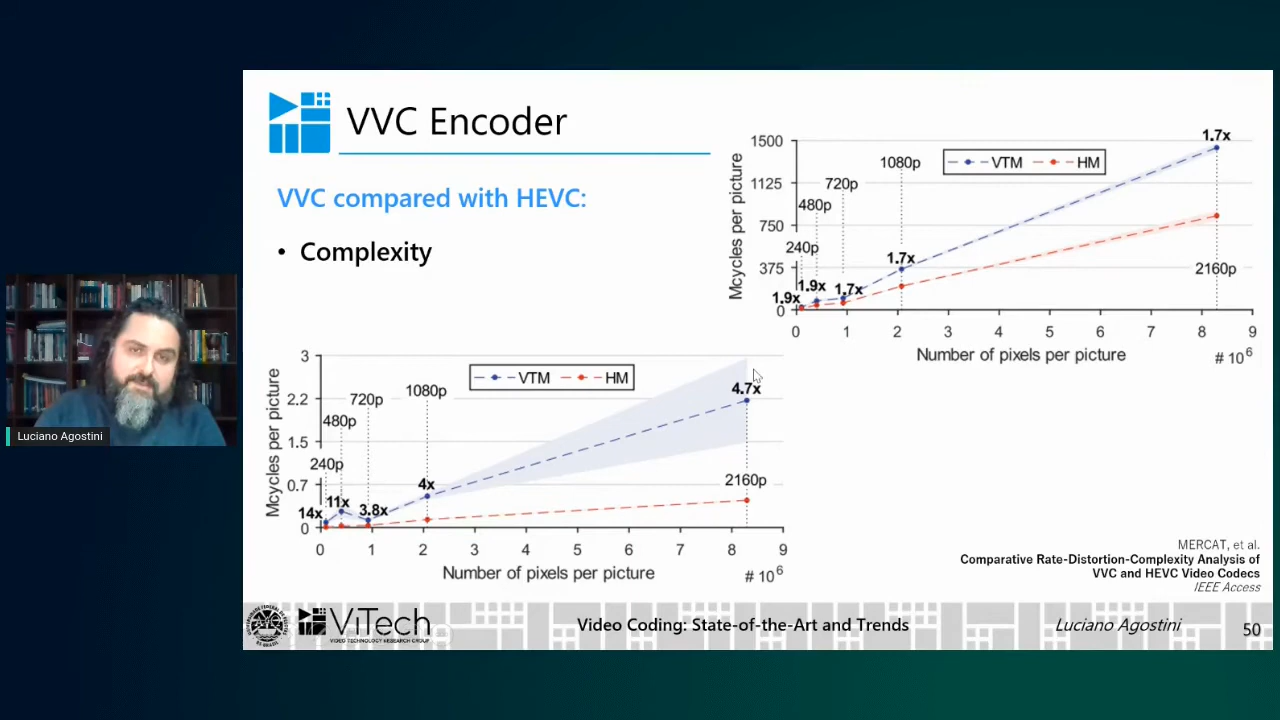 VVC Encoder
VVC compared with HEVC:
• Complexity
Mcycles per picture
1500
1125
750
375
0
VTM
HM
240p
480p
720p
1080p
2160p
1.9x
1.9x
1.7x
1.7x
1.7x
0 1 2 3 4 5 6 7 8 9
Number of pixels per picture
# 10^6
Mcycles per picture
3
2.2
1.5
0.7
0
VTM
HM
240p
480p
720p
1080p
2160p
14x
11x
3.8x
4x
4.7x
0 1 2 3 4 5 6 7 8 9
Number of pixels per picture
# 10^6
Luciano Agostini
MERCAT, et al.
Comparative Rate-Distortion-Complexity Analysis of
VVC and HEVC Video Codecs
IEEE Access
ViTech
VIDEO TECHNOLOGY RESEARCH GROUP
Video Coding: State-of-the-Art and Trends
Luciano Agostini
50